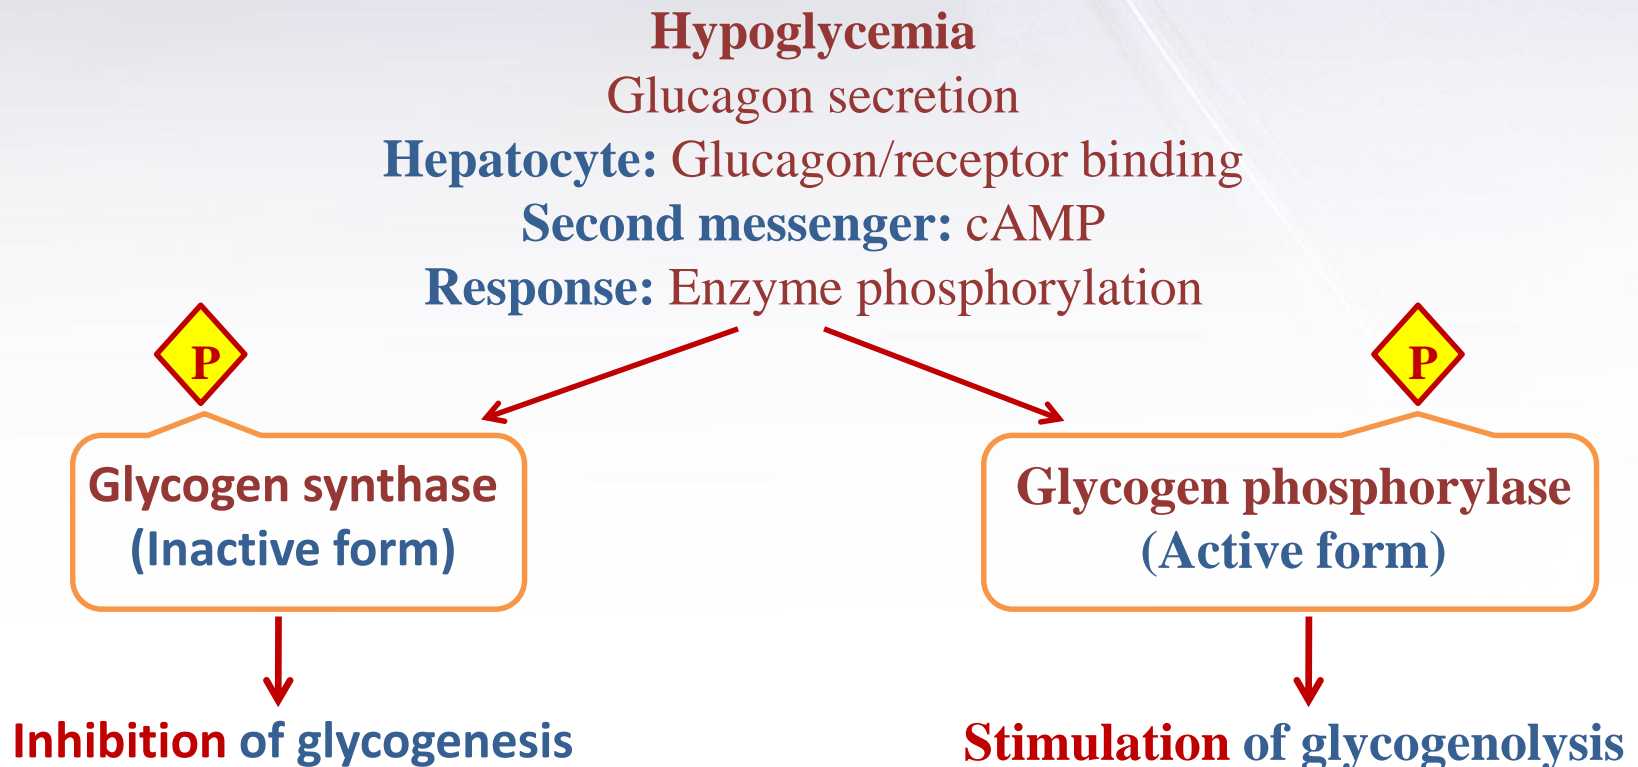 Hypoglycemia
Glucagon secretion
Hepatocyte: Glucagon/receptor binding
Second messenger: cAMP
Response: Enzyme phosphorylation
P
P
Glycogen synthase
(Inactive form)
Glycogen phosphorylase
(Active form)
Inhibition of glycogenesis
Stimulation of glycogenolysis